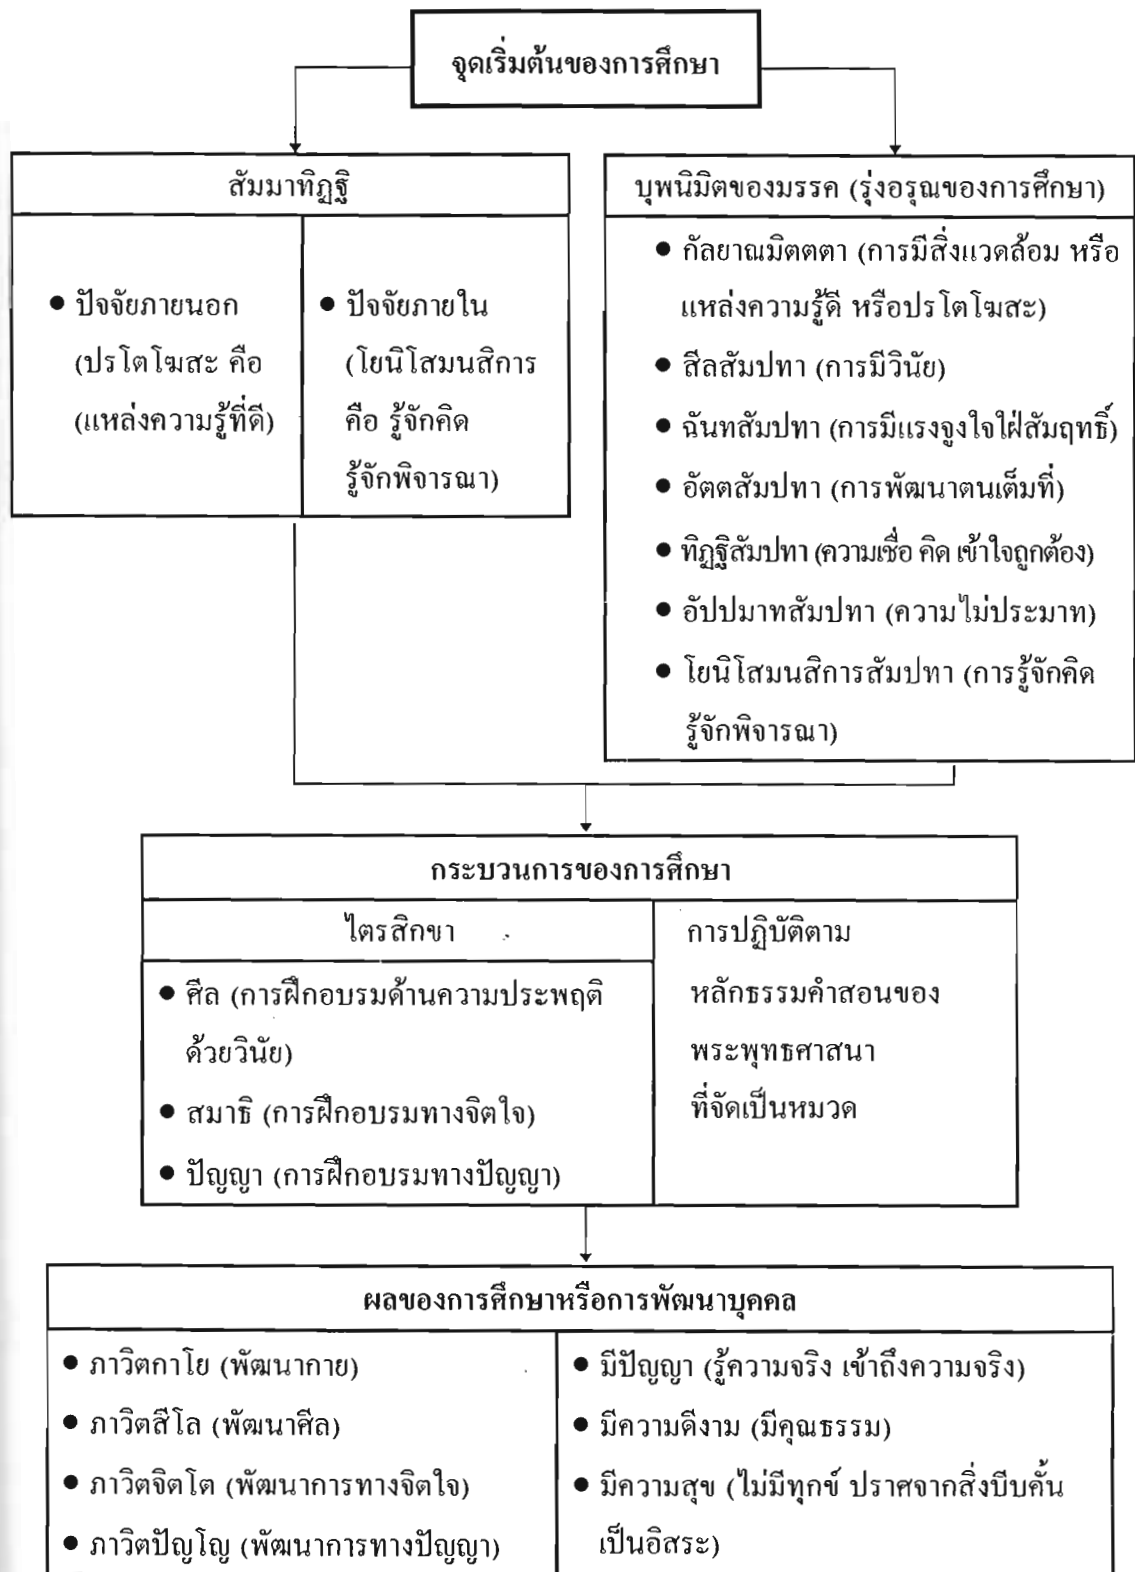 จุดเริ่มต้นของการศึกษา
สัมมาทิฏฐิ
● ปัจจัยภายนอก
(ปรโตโฆสะ คือ
(แหล่งความรู้ที่ดี)
● ปัจจัยภายใน
(โยนิโสมนสิการ
คือ รู้จักคิด
รู้จักพิจารณา)
บุพนิมิตของมรรค (รุ่งอรุณของการศึกษา)
● กัลยาณมิตตตา (การมีสิ่งแวดล้อม หรือ
แหล่งความรู้ดี หรือปรโตโฆสะ)
● สีลสัมปทา (การมีวินัย)
● ฉันทสัมปทา (การมีแรงจูงใจใฝ่สัมฤทธิ์)
● อัตตสัมปทา (การพัฒนาตนเต็มที่)
● ทิฏฐิสัมปทา (ความเชื่อ คิด เข้าใจถูกต้อง)
● อัปปมาทสัมปทา (ความไม่ประมาท)
● โยนิโสมนสิการสัมปทา (การรู้จักคิด
รู้จักพิจารณา)
กระบวนการของการศึกษา
ไตรสิกขา
● ศีล (การฝึกอบรมด้านความประพฤติ
ด้วยวินัย)
● สมาธิ (การฝึกอบรมทางจิตใจ)
● ปัญญา (การฝึกอบรมทางปัญญา)
การปฏิบัติตาม
หลักธรรมคำสอนของ
พระพุทธศาสนา
ที่จัดเป็นหมวด
ผลของการศึกษาหรือการพัฒนาบุคคล
● ภาวิตกาโย (พัฒนากาย)
● ภาวิตสีโล (พัฒนาศีล)
● ภาวิตจิตโต (พัฒนาการทางจิตใจ)
● ภาวิตปัญโญ (พัฒนาการทางปัญญา)
● มีปัญญา (รู้ความจริง เข้าถึงความจริง)
● มีความดีงาม (มีคุณธรรม)
● มีความสุข (ไม่มีทุกข์ ปราศจากสิ่งบีบคั้น
เป็นอิสระ)